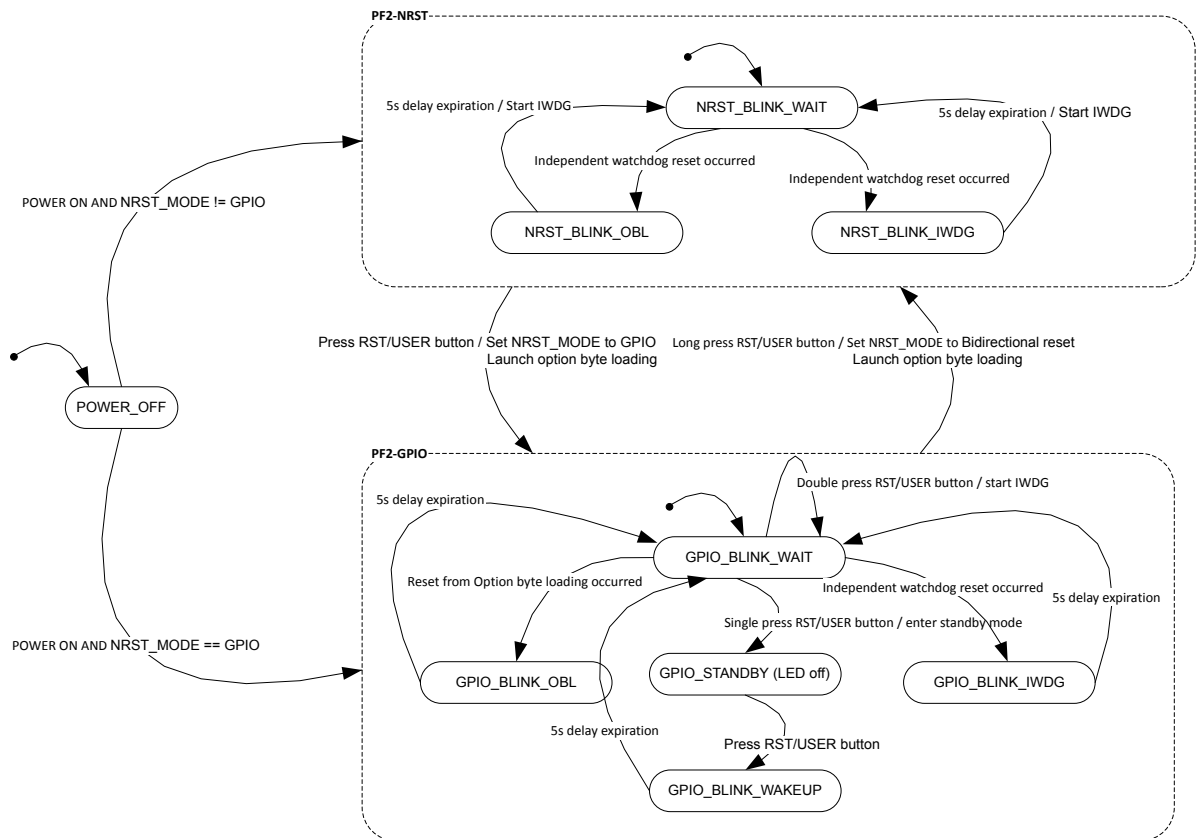 PF2-NRST
NRST_BLINK_WAIT
5s delay expiration / Start IWDG
5s delay expiration / Start IWDG
Independent watchdog reset occurred
Independent watchdog reset occurred
NRST_BLINK_OBL
NRST_BLINK_IWDG
POWER ON AND NRST_MODE != GPIO
Press RST/USER button / Set NRST_MODE to GPIO
Launch option byte loading
Long press RST/USER button / Set NRST_MODE to Bidirectional reset
Launch option byte loading
POWER_OFF
PF2-GPIO
Double press RST/USER button / start IWDG
5s delay expiration
GPIO_BLINK_WAIT
Reset from Option byte loading occurred
Independent watchdog reset occurred
5s delay expiration
Single press RST/USER button / enter standby mode
POWER ON AND NRST_MODE == GPIO
GPIO_BLINK_OBL
GPIO_STANDBY (LED off)
GPIO_BLINK_IWDG
5s delay expiration
Press RST/USER button
GPIO_BLINK_WAKEUP